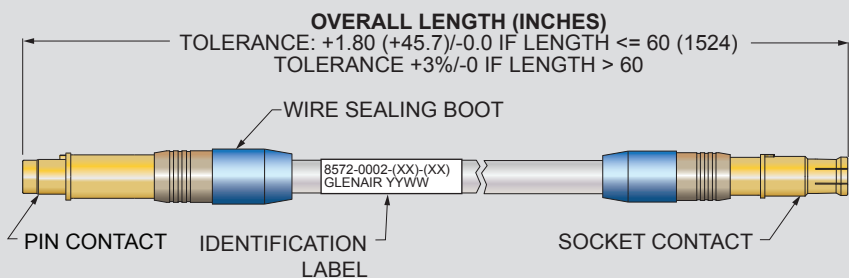 OVERALL LENGTH (INCHES)
TOLERANCE: +1.80 (+45.7)/-0.0 IF LENGTH <= 60 (1524)
TOLERANCE +3%/-0 IF LENGTH > 60
WIRE SEALING BOOT
8572-0002-(XX)-(XX)
GLENAIR YYWW
PIN CONTACT
IDENTIFICATION
LABEL
SOCKET CONTACT